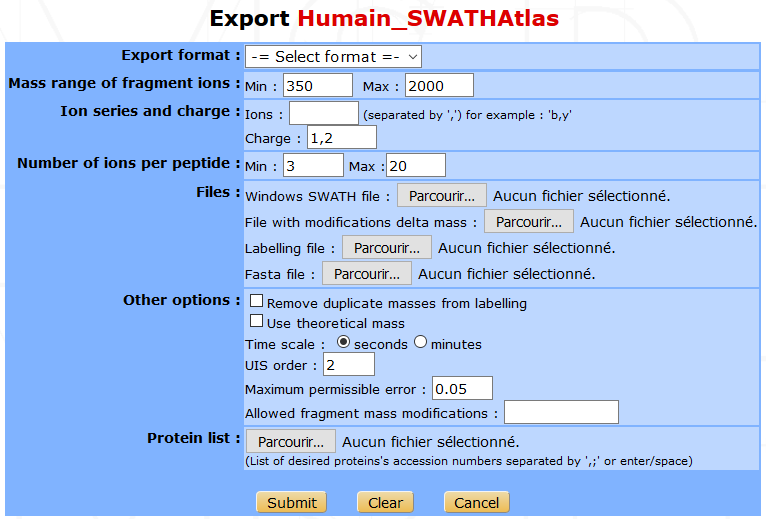 Export Humain_SWATHAtlas
Export format : -= Select format =-
Mass range of fragment ions : Min : 350 Max : 2000
Ion series and charge : Ions : (separated by ',') for example : 'b,y'
Charge : 1,2
Number of ions per peptide : Min : 3 Max : 20
Files : Windows SWATH file : Parcourir... Aucun fichier sélectionné.
File with modifications delta mass : Parcourir... Aucun fichier sélectionné.
Labelling file : Parcourir... Aucun fichier sélectionné.
Fasta file : Parcourir... Aucun fichier sélectionné.
Other options : Remove duplicate masses from labelling
Use theoretical mass
Time scale : seconds minutes
UIS order : 2
Maximum permissible error : 0.05
Allowed fragment mass modifications :
Protein list : Parcourir... Aucun fichier sélectionné.
(List of desired proteins's accession numbers separated by ',;' or enter/space)
Submit Clear Cancel